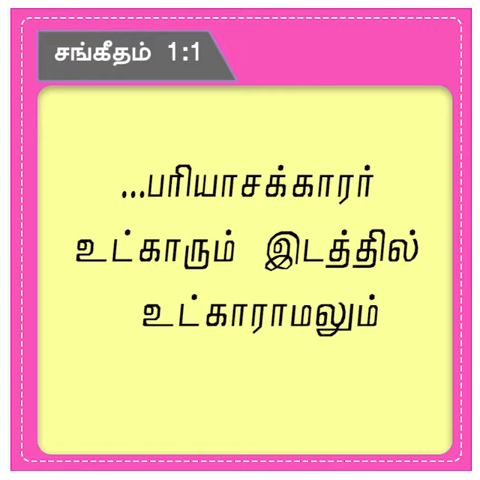 சங்கீதம் 1:1
...பரியாசக்காரர்
உட்காரும் இடத்தில்
உட்காராமலும்